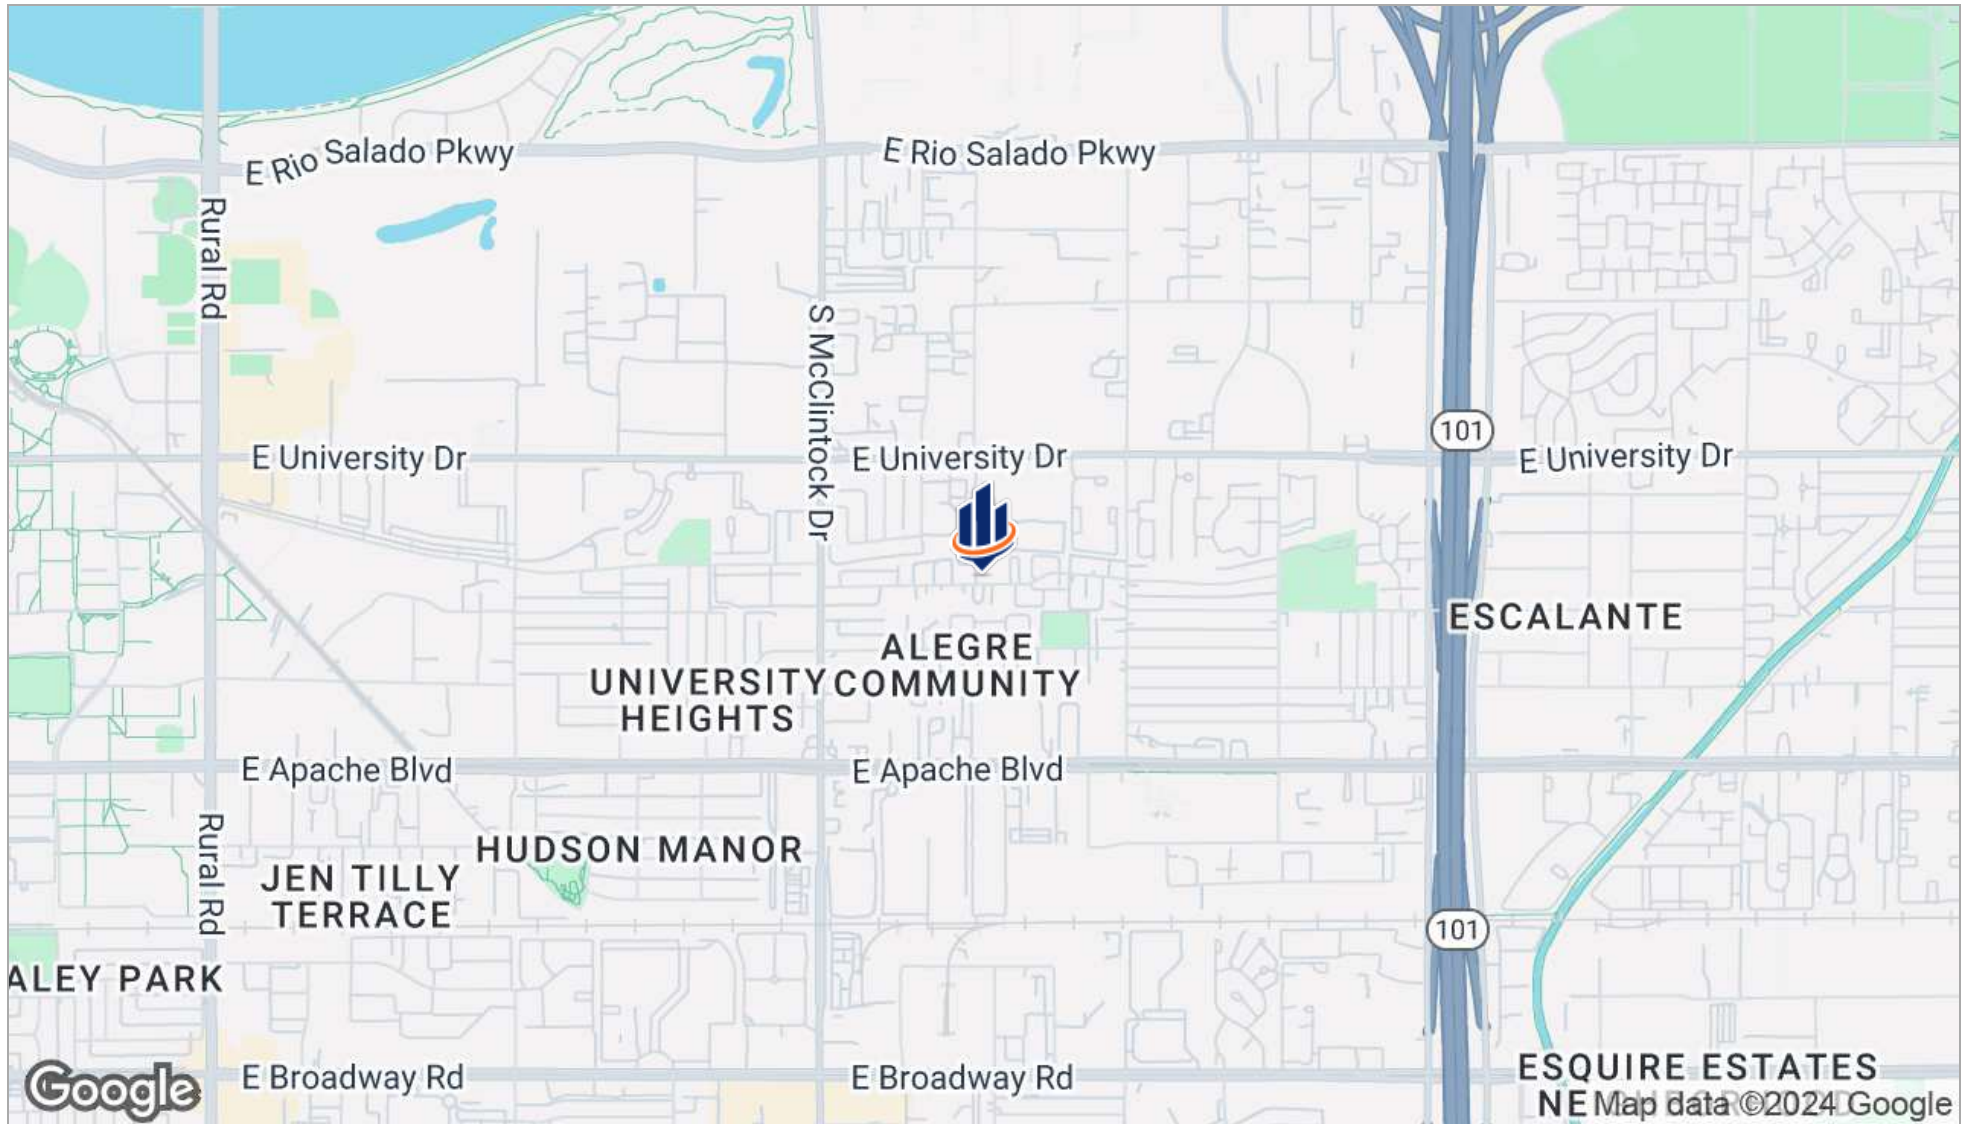 E Rio Salado Pkwy
E Rio Salado Pkwy
Rural Rd
S McClintock Dr
101
E University Dr
E University Dr
E University Dr
ESCALANTE
ALEGRE
COMMUNITY
UNIVERSITY
HEIGHTS
E Apache Blvd
E Apache Blvd
Rural Rd
HUDSON MANOR
JEN TILLY
TERRACE
101
ALEY PARK
E Broadway Rd
E Broadway Rd
ESQUIRE ESTATES
NE
Google
Map data ©2024 Google